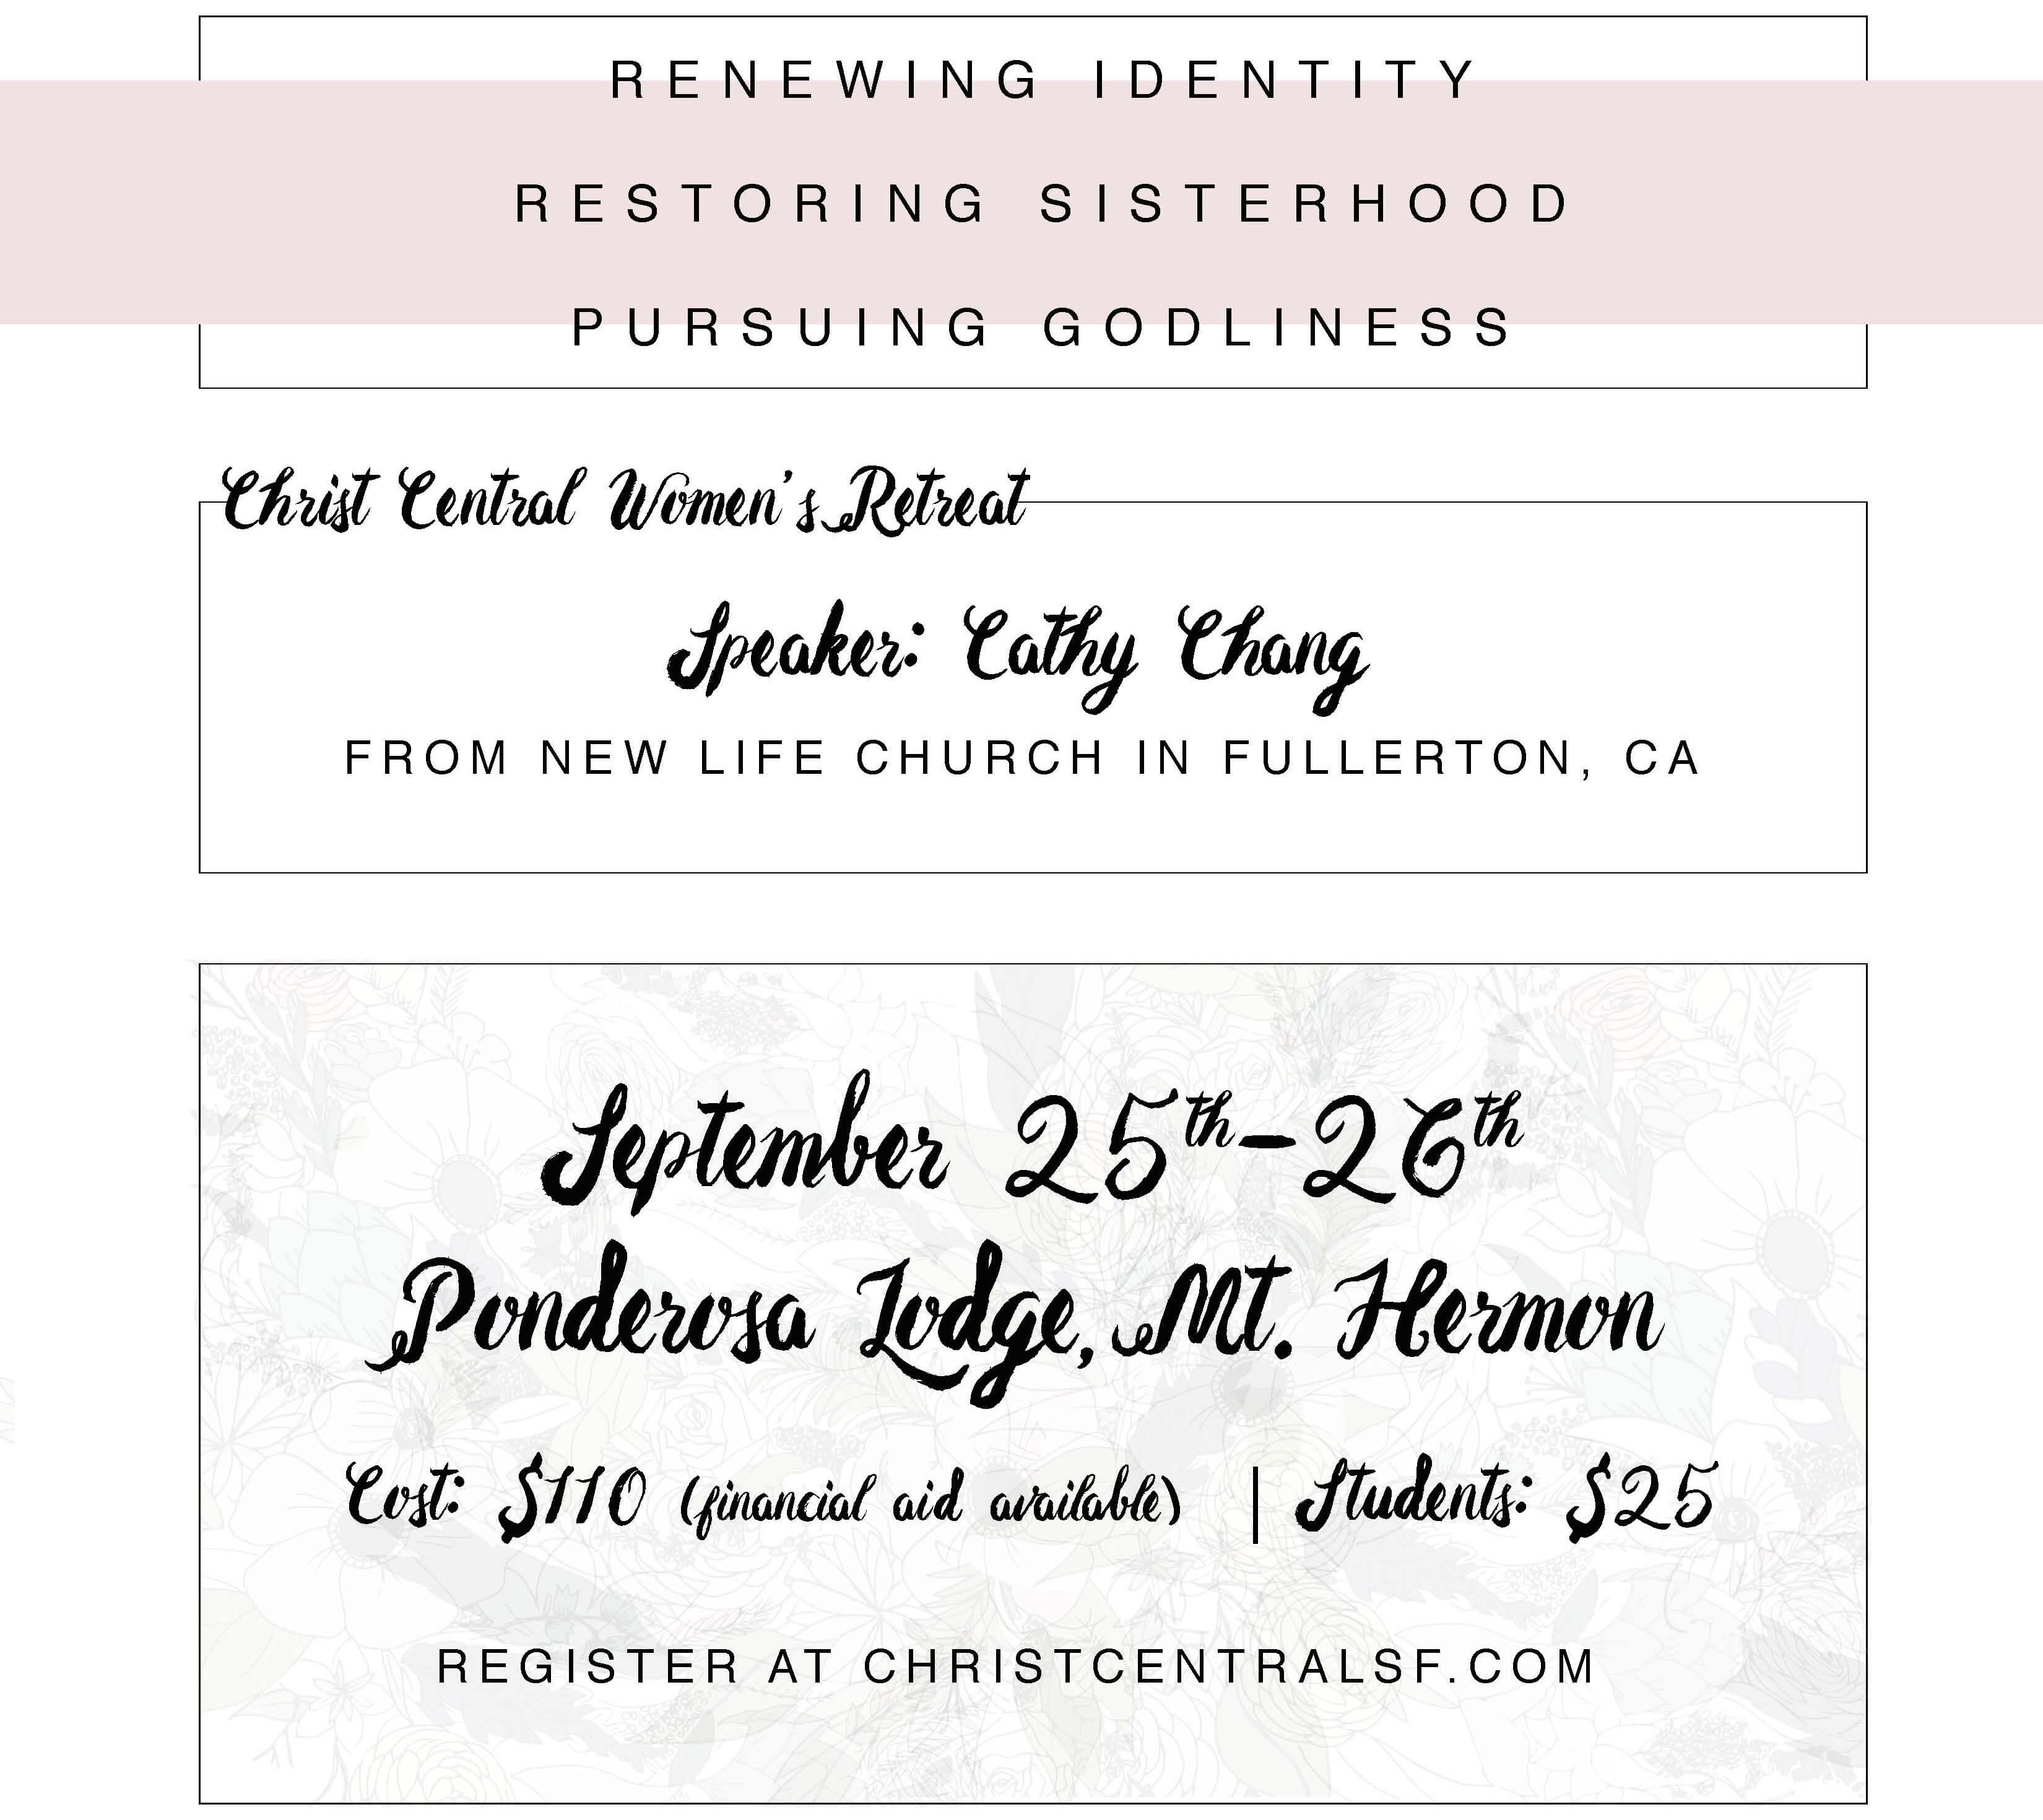 RENEWING IDENTITY
RESTORING SISTERHOOD
PURSUING GODLINESS
Christ Central Women's Retreat
Speaker: Cathy Chang
FROM NEW LIFE CHURCH IN FULLERTON, CA
September 25th-26th
Ponderosa Lodge, Mt. Hermon
Cost: $110 (financial aid available) | Students: $25
REGISTER AT CHRISTCENTRALSF.COM